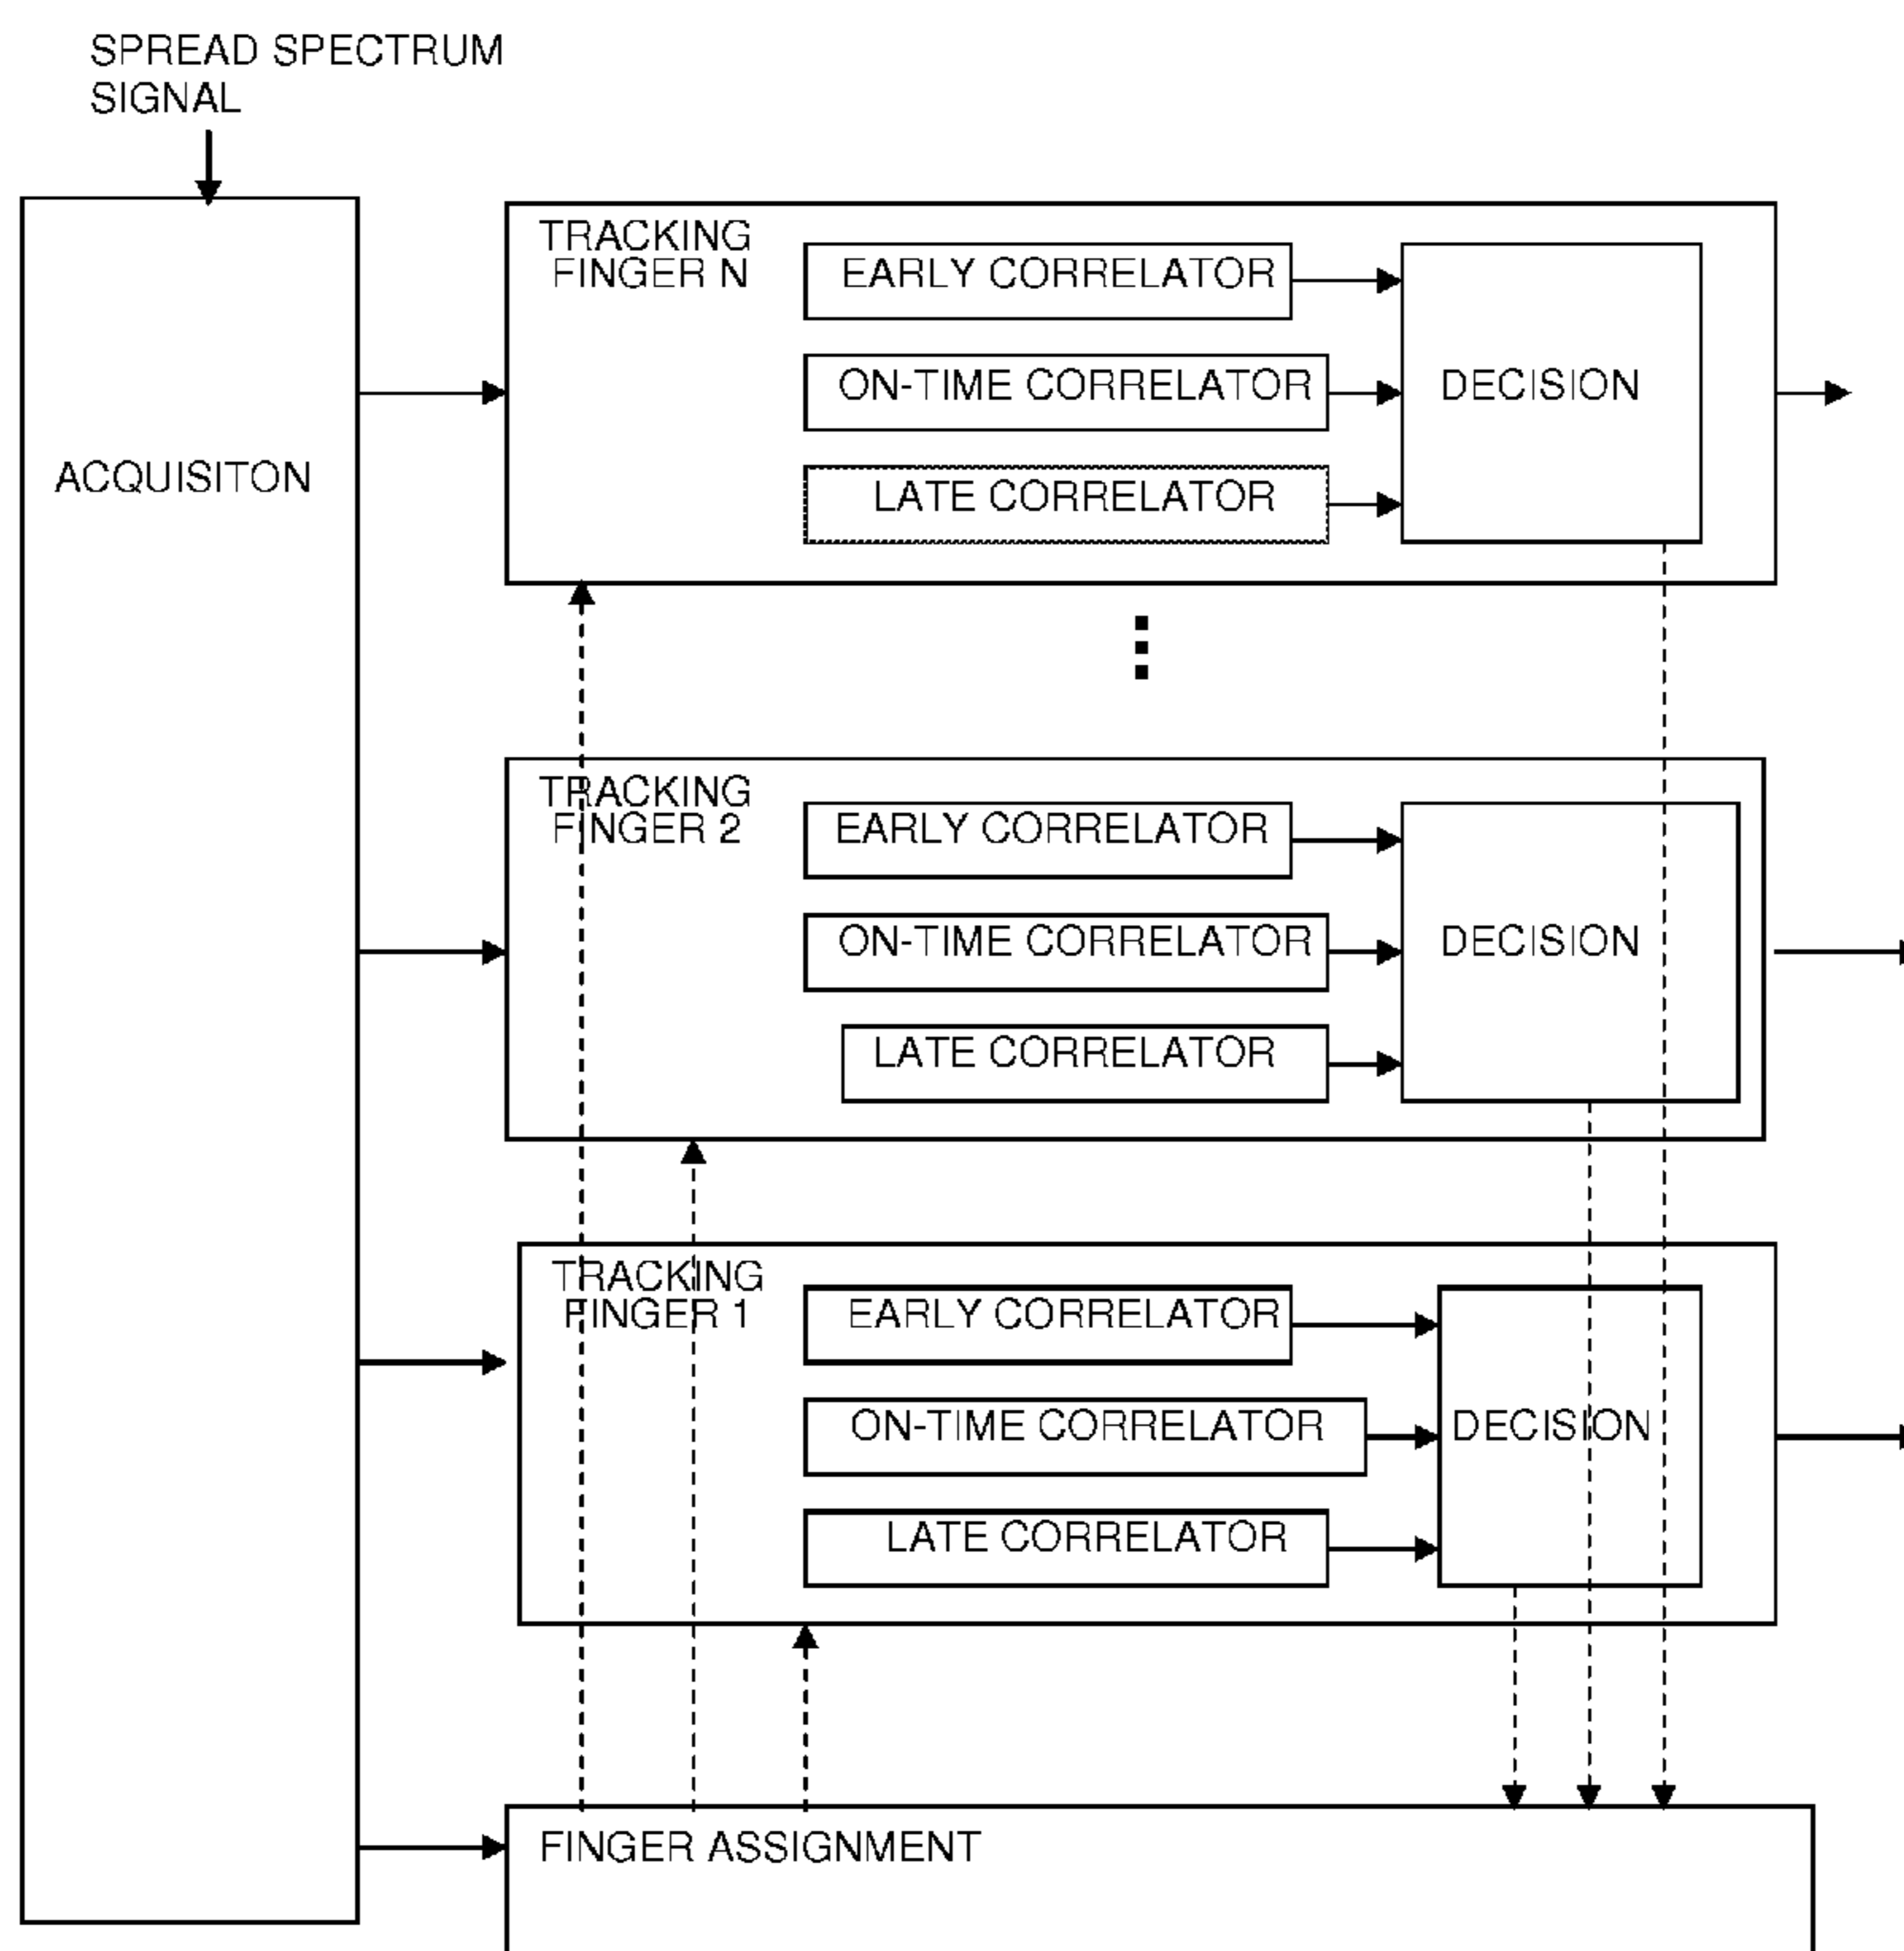 SPREAD SPECTRUM
SIGNAL
ACQUISITON
TRACKING
FINGER N
EARLY CORRELATOR
ON-TIME CORRELATOR
LATE CORRELATOR
DECISION
TRACKING
FINGER 2
EARLY CORRELATOR
ON-TIME CORRELATOR
LATE CORRELATOR
DECISION
TRACKING
FINGER 1
EARLY CORRELATOR
ON-TIME CORRELATOR
LATE CORRELATOR
DECISION
FINGER ASSIGNMENT